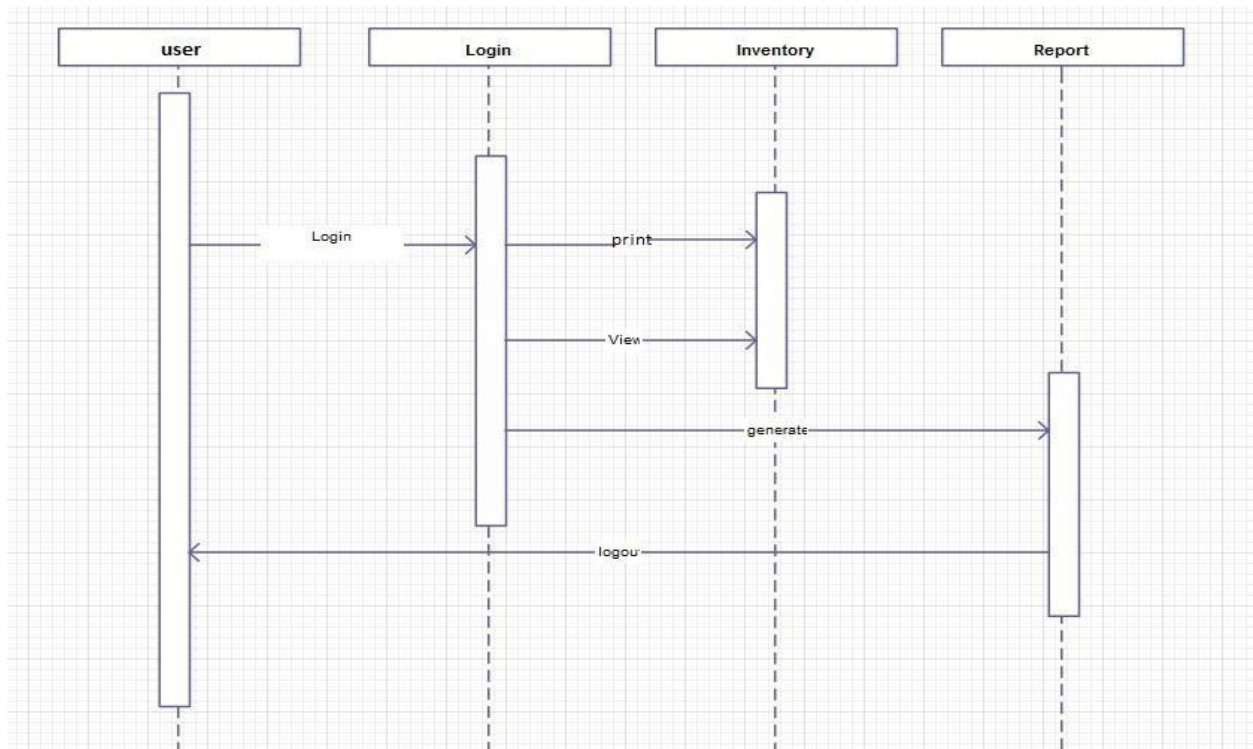 user
Login
Inventory
Report
Login
print
View
generate
logou